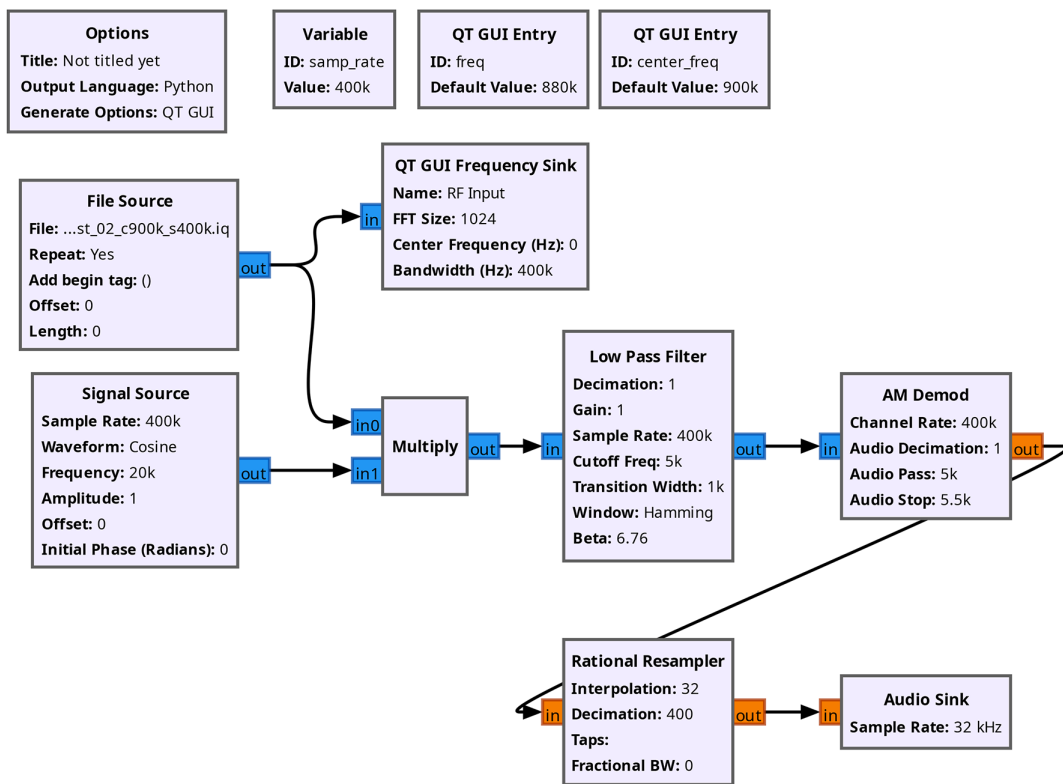 Options
Title: Not titled yet
Output Language: Python
Generate Options: QT GUI
Variable
ID: samp_rate
Value: 400k
QT GUI Entry
ID: freq
Default Value: 880k
QT GUI Entry
ID: center_freq
Default Value: 900k
File Source
File: ...st_02_c900k_s400k.iq
Repeat: Yes
Add begin tag: ()
Offset: 0
Length: 0
out
in
QT GUI Frequency Sink
Name: RF Input
FFT Size: 1024
Center Frequency (Hz): 0
Bandwidth (Hz): 400k
Signal Source
Sample Rate: 400k
Waveform: Cosine
Frequency: 20k
Amplitude: 1
Offset: 0
Initial Phase (Radians): 0
out
in0
in1
Multiply
out
in
Low Pass Filter
Decimation: 1
Gain: 1
Sample Rate: 400k
Cutoff Freq: 5k
Transition Width: 1k
Window: Hamming
Beta: 6.76
out
in
AM Demod
Channel Rate: 400k
Audio Decimation: 1
Audio Pass: 5k
Audio Stop: 5.5k
out
in
Rational Resampler
Interpolation: 32
Decimation: 400
Taps:
Fractional BW: 0
out
in
Audio Sink
Sample Rate: 32 kHz